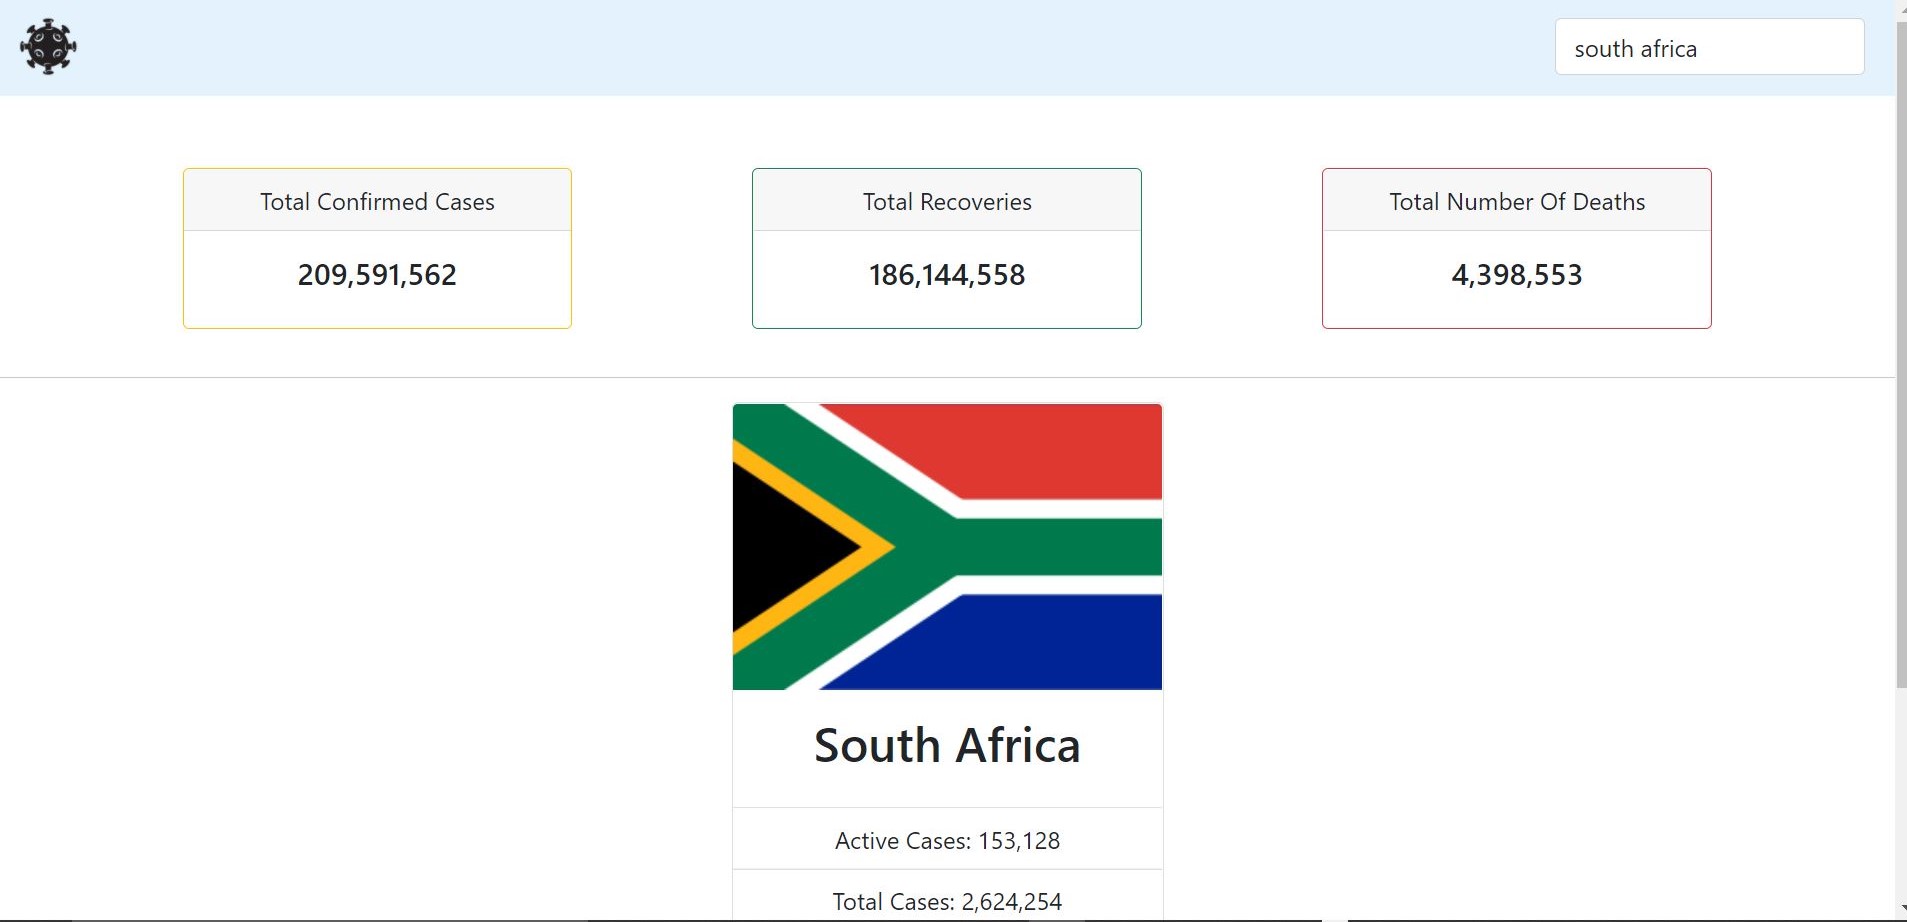 south africa
Total Confirmed Cases
209,591,562
Total Recoveries
186,144,558
Total Number Of Deaths
4,398,553
South Africa
Active Cases: 153,128
Total Cases: 2,624,254